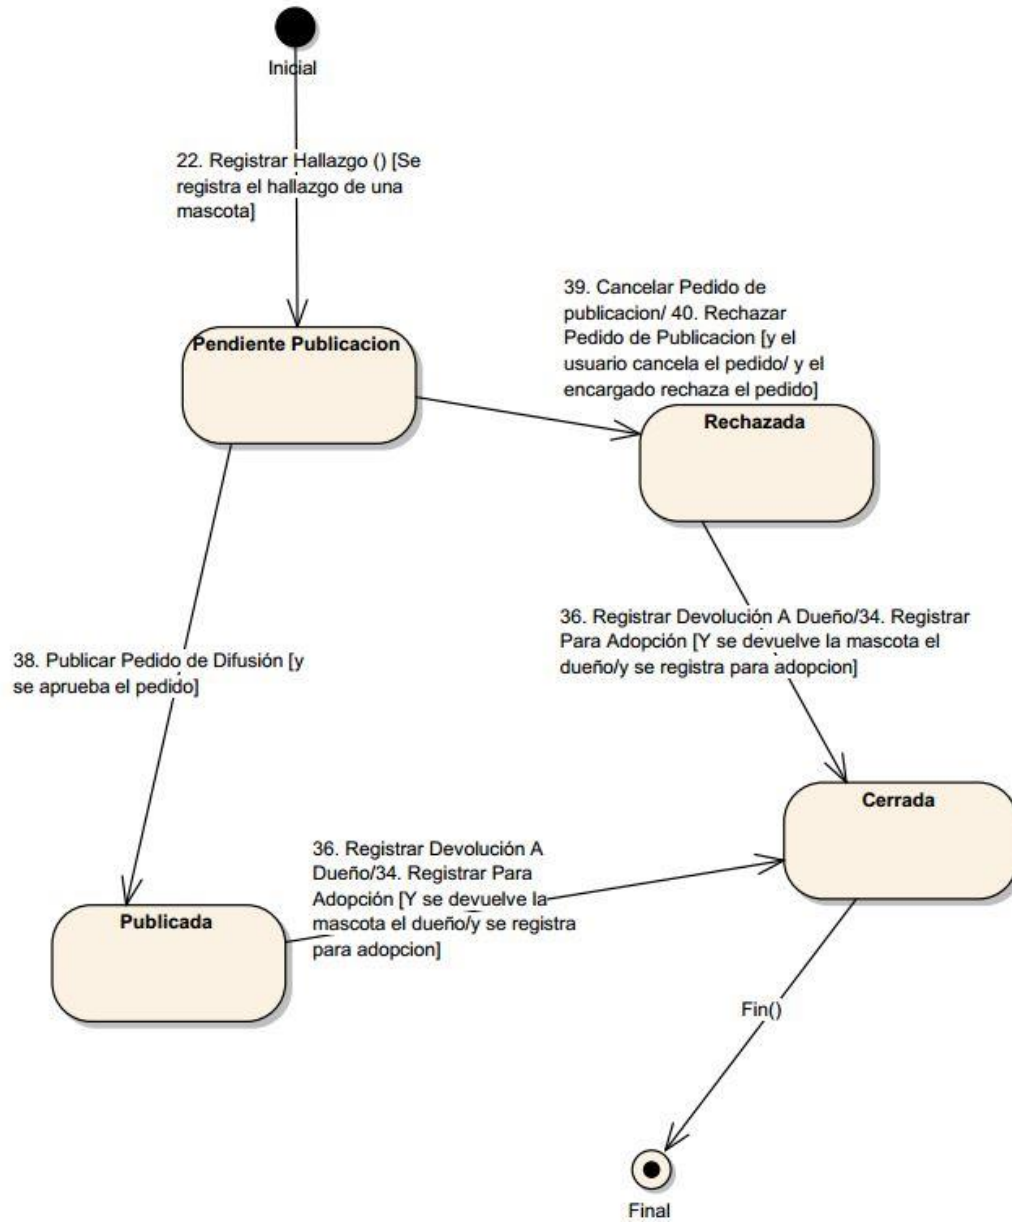 Inicial
22. Registrar Hallazgo () [Se
registra el hallazgo de una
mascota]
39. Cancelar Pedido de
publicacion/ 40. Rechazar
Pedido de Publicacion [y el
usuario cancela el pedido/ y el
encargado rechaza el pedido]
Pendiente Publicacion
Rechazada
36. Registrar Devolución A Dueño/34. Registrar
Para Adopción [Y se devuelve la mascota el
dueño/y se registra para adopcion]
38. Publicar Pedido de Difusión [y
se aprueba el pedido]
Cerrada
36. Registrar Devolución A
Dueño/34. Registrar Para
Adopción [Y se devuelve la
mascota el dueño/y se registra
para adopcion]
Publicada
Fin()
Final